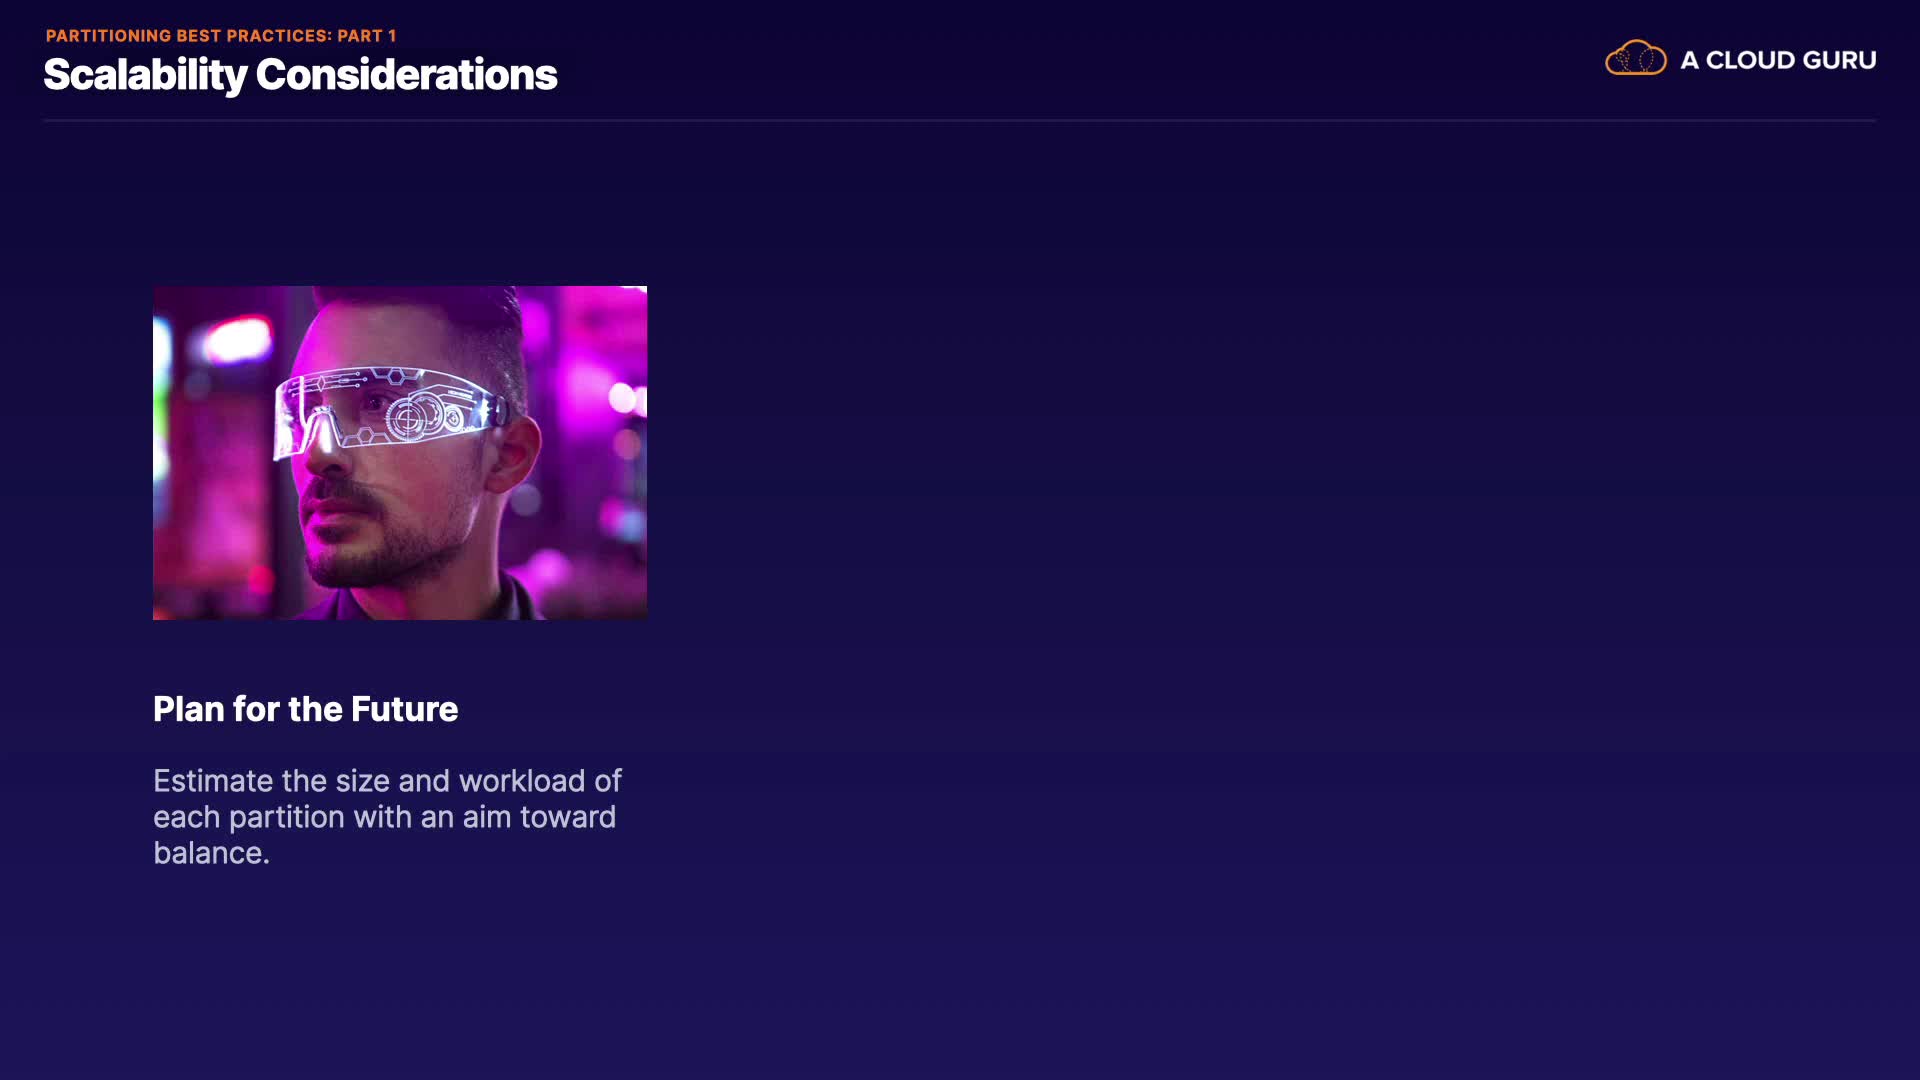 PARTITIONING BEST PRACTICES: PART 1
Scalability Considerations
A CLOUD GURU
Plan for the Future
Estimate the size and workload of
each partition with an aim toward
balance.